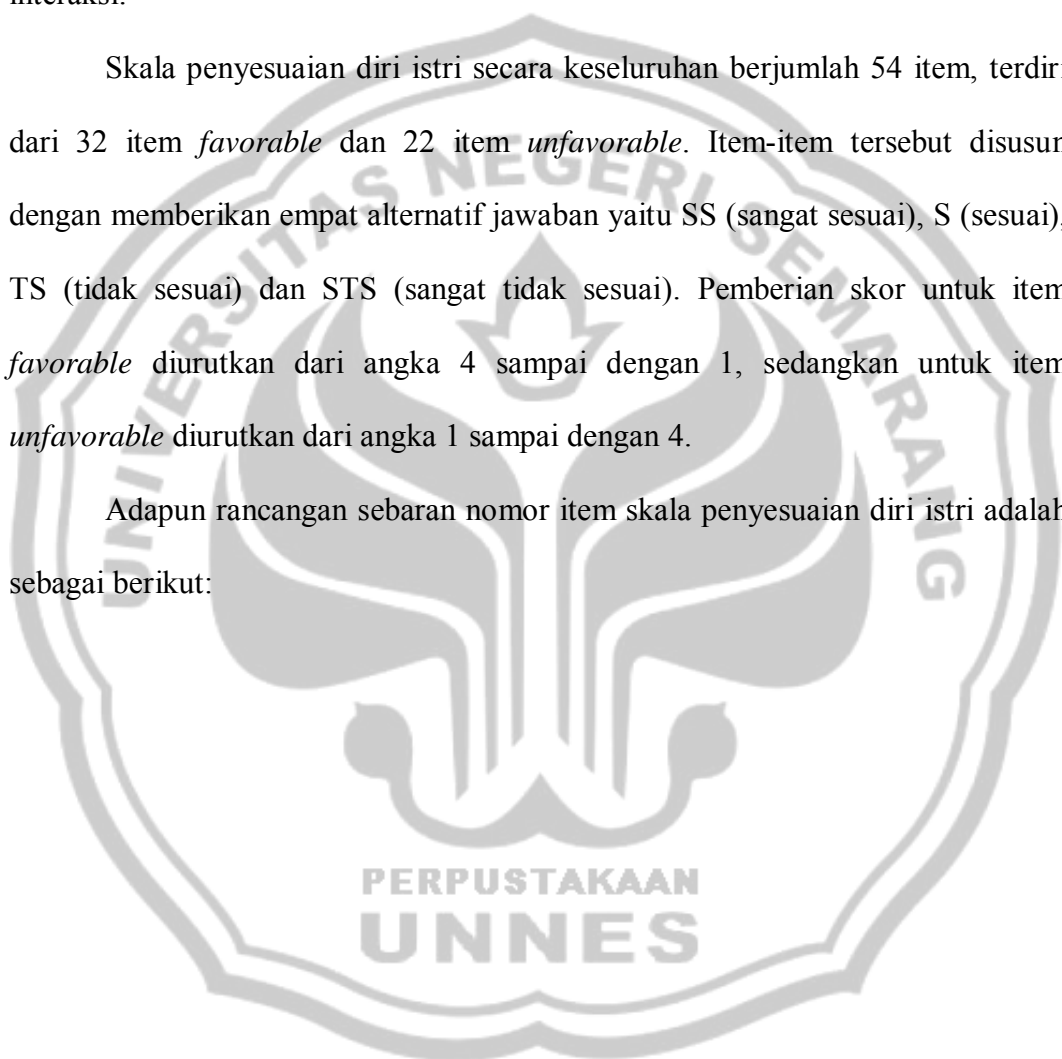 interaksi.
Skala penyesuaian diri istri secara keseluruhan berjumlah 54 item, terdiri
dari 32 item favorable dan 22 item unfavorable. Item-item tersebut disusun
dengan memberikan empat alternatif jawaban yaitu SS (sangat sesuai), S (sesuai),
TS (tidak sesuai) dan STS (sangat tidak sesuai). Pemberian skor untuk item
favorable diurutkan dari angka 4 sampai dengan 1, sedangkan untuk item
unfavorable diurutkan dari angka 1 sampai dengan 4.
Adapun rancangan sebaran nomor item skala penyesuaian diri istri adalah
sebagai berikut:
UNIVERSITAS NEGERI SEMARANG
PERPUSTAKAAN
UNNES